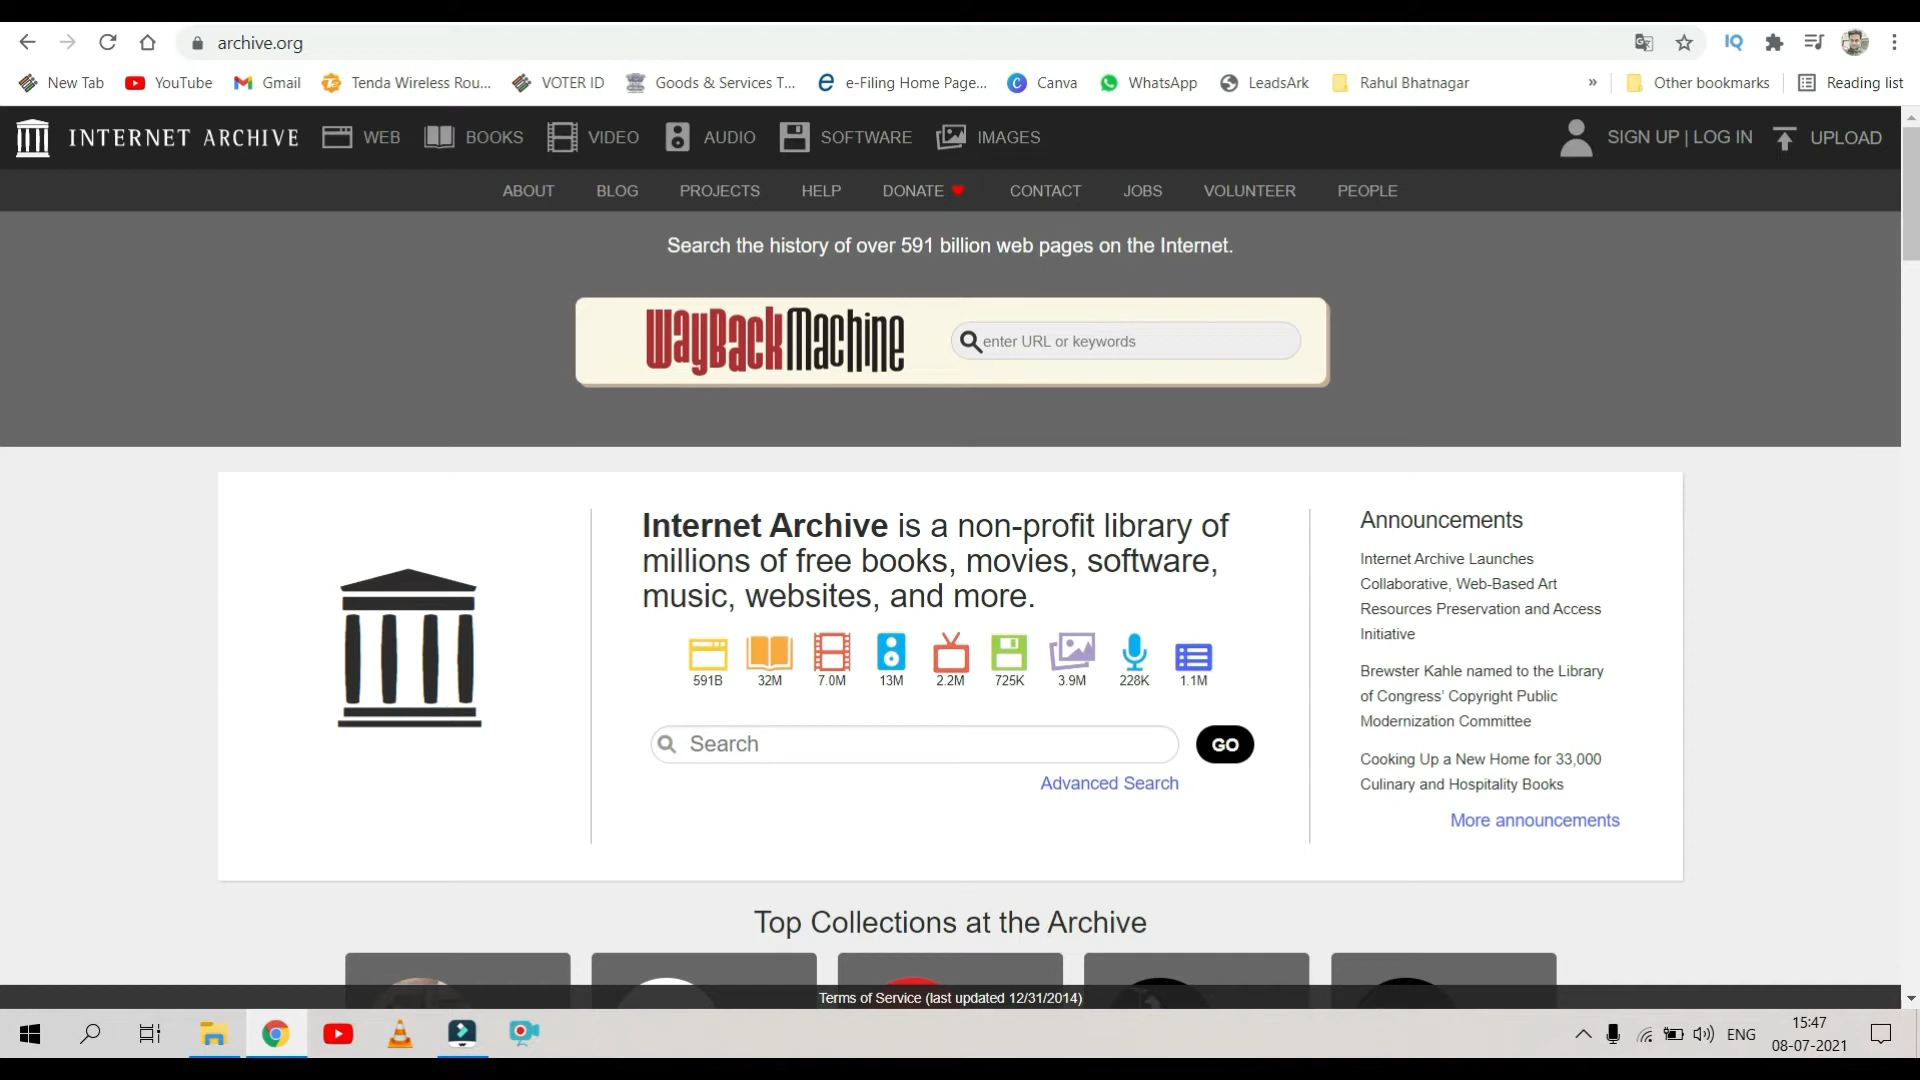 archive.org
IQ
New Tab YouTube Gmail Tenda Wireless Rou... VOTER ID Goods & Services T... e-Filing Home Page... Canva WhatsApp LeadsArk Rahul Bhatnagar » Other bookmarks Reading list
INTERNET ARCHIVE WEB BOOKS VIDEO AUDIO SOFTWARE IMAGES SIGN UP | LOG IN UPLOAD
ABOUT BLOG PROJECTS HELP DONATE CONTACT JOBS VOLUNTEER PEOPLE
Search the history of over 591 billion web pages on the Internet.
WayBackMachine enter URL or keywords
Internet Archive is a non-profit library of
millions of free books, movies, software,
music, websites, and more.
591B 32M 7.0M 13M 2.2M 725K 3.9M 228K 1.1M
Search GO
Advanced Search
Announcements
Internet Archive Launches
Collaborative, Web-Based Art
Resources Preservation and Access
Initiative
Brewster Kahle named to the Library
of Congress' Copyright Public
Modernization Committee
Cooking Up a New Home for 33,000
Culinary and Hospitality Books
More announcements
Top Collections at the Archive
Terms of Service (last updated 12/31/2014)
ENG
15:47
08-07-2021